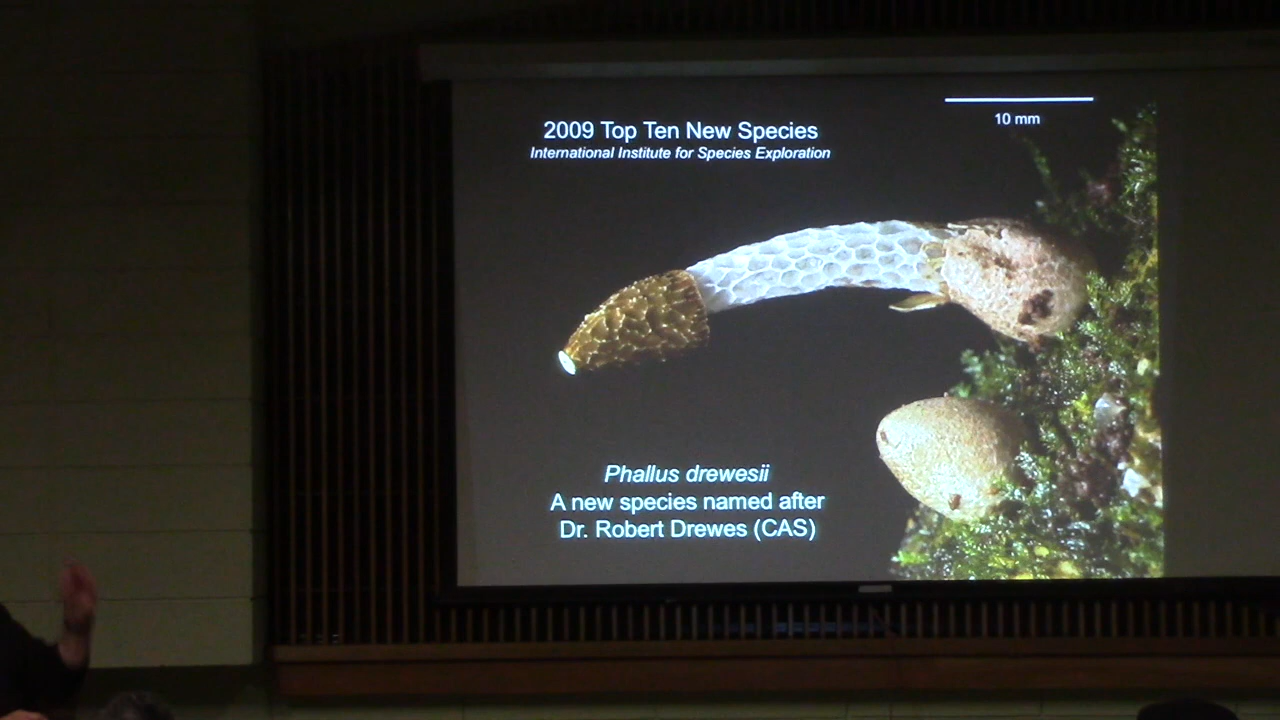 2009 Top Ten New Species
International Institute for Species Exploration
10 mm
Phallus drewesii
A new species named after
Dr. Robert Drewes (CAS)